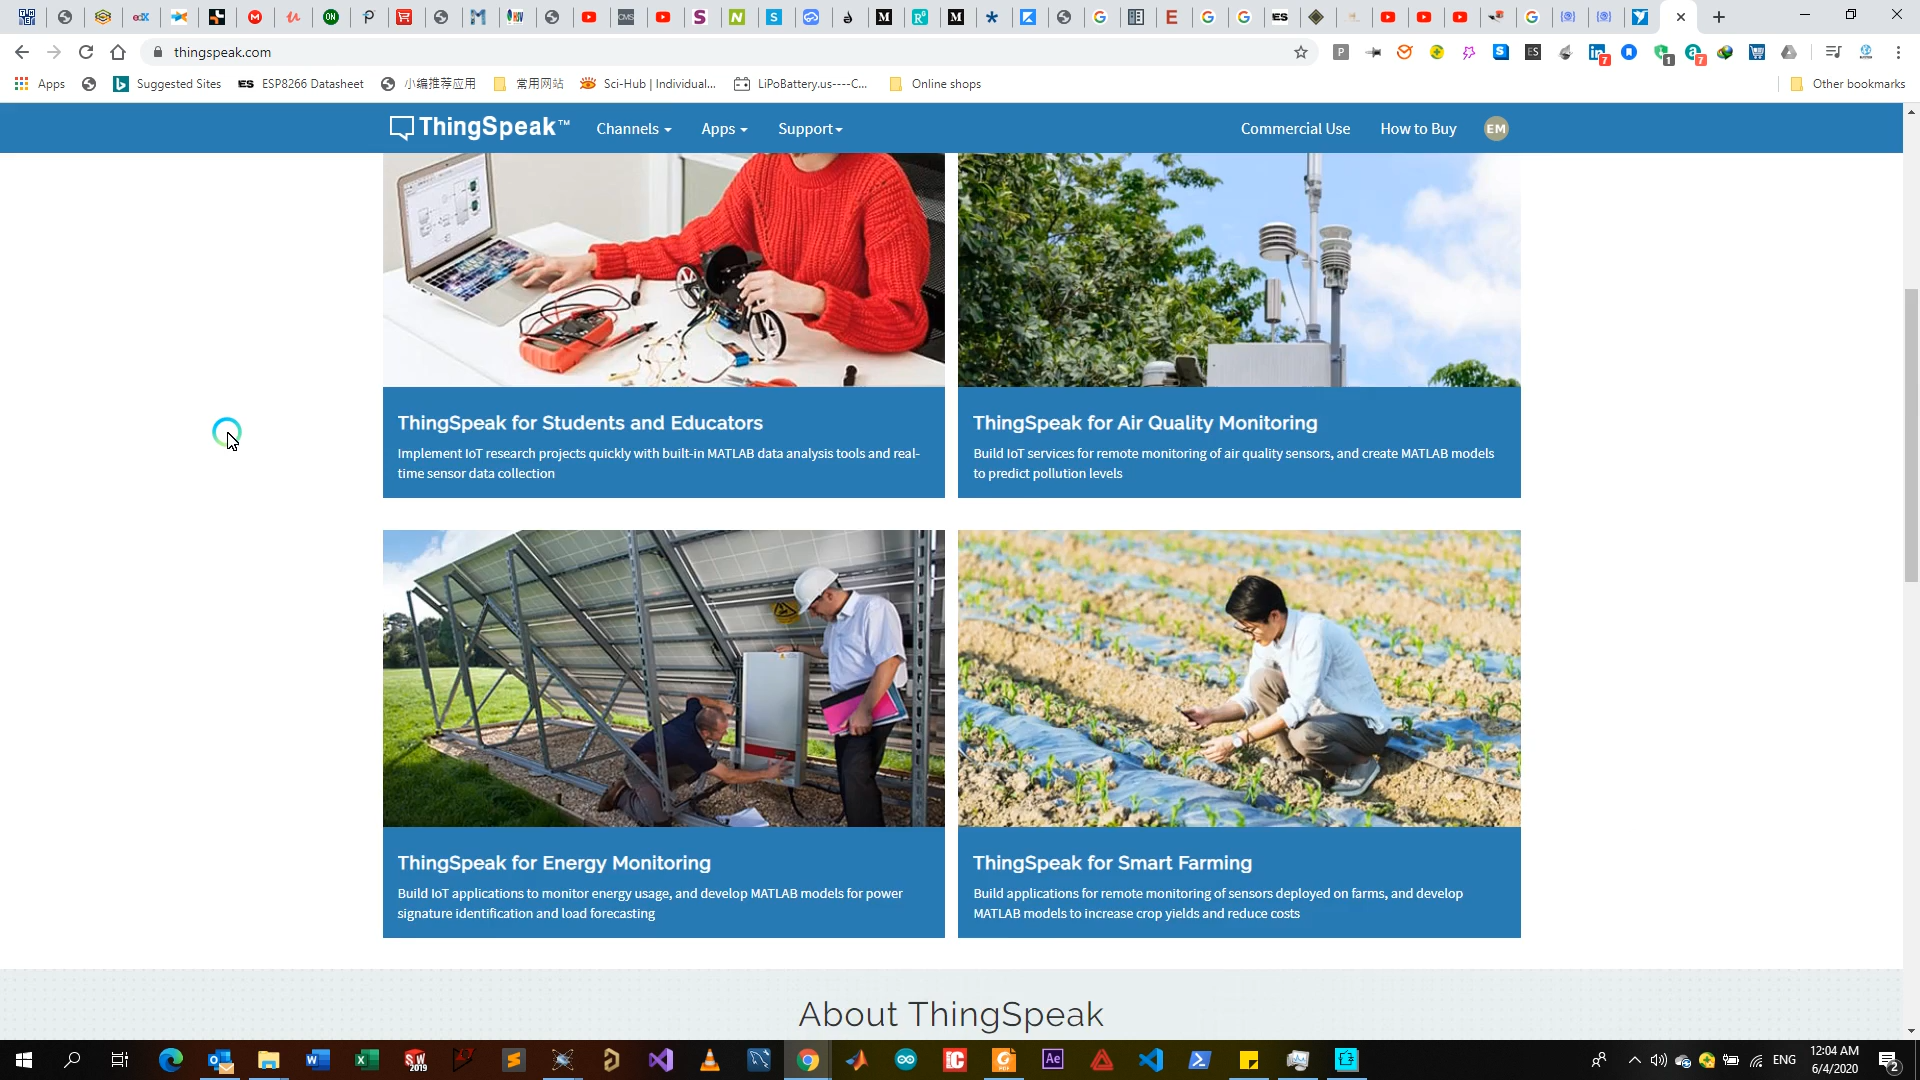 thingspeak.com
Apps
Suggested Sites
ESP8266 Datasheet
小编推荐应用
常用网站
Sci-Hub | Individual...
LiPoBattery.us----C...
Online shops
Other bookmarks
ThingSpeak™
Channels
Apps
Support
Commercial Use
How to Buy
EM
ThingSpeak for Students and Educators
Implement IoT research projects quickly with built-in MATLAB data analysis tools and real-
time sensor data collection
ThingSpeak for Air Quality Monitoring
Build IoT services for remote monitoring of air quality sensors, and create MATLAB models
to predict pollution levels
ThingSpeak for Energy Monitoring
Build IoT applications to monitor energy usage, and develop MATLAB models for power
signature identification and load forecasting
ThingSpeak for Smart Farming
Build applications for remote monitoring of sensors deployed on farms, and develop
MATLAB models to increase crop yields and reduce costs
About ThingSpeak
ENG
12:04 AM
6/4/2020